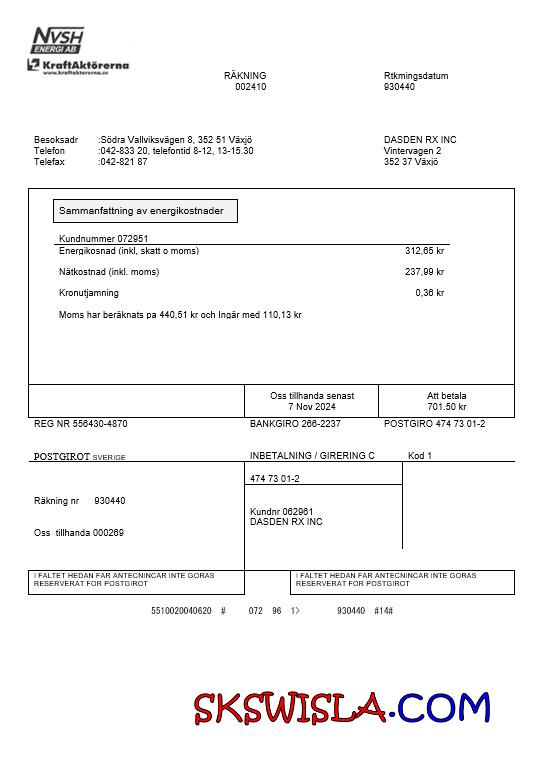 NVSH
ENERGI AB
KraftAktörerna
www.kraftaktorerna.se
RÄKNING
002410
Rtkmingsdatum
930440
Besoksadr :Södra Vallviksvägen 8, 352 51 Växjö
Telefon :042-833 20, telefontid 8-12, 13-15.30
Telefax :042-821 87
DASDEN RX INC
Vintervagen 2
352 37 Växjö
Sammanfattning av energikostnader
Kundnummer 072951
Energikosnad (inkl, skatt o moms) 312,65 kr
Nätkostnad (inkl. moms) 237,99 kr
Kronutjamning 0,36 kr
Moms har beräknats pa 440,51 kr och Ingär med 110,13 kr
Oss tillhanda senast
7 Nov 2024
Att betala
701.50 kr
REG NR 556430-4870 BANKGIRO 266-2237 POSTGIRO 474 73 01-2
POSTGIROT SVERIGE INBETALNING / GIRERING C Kod 1
474 73 01-2
Räkning nr 930440
Kundnr 062961
DASDEN RX INC
Oss tillhanda 000269
I FALTET HEDAN FAR ANTECNINCAR INTE GORAS
RESERVERAT FOR POSTGIROT
I FALTET HEDAN FAR ANTECNINCAR INTE GORAS
RESERVERAT FOR POSTGIROT
5510020040620 # 072 96 1> 930440 #14#
SKSWISLA.COM